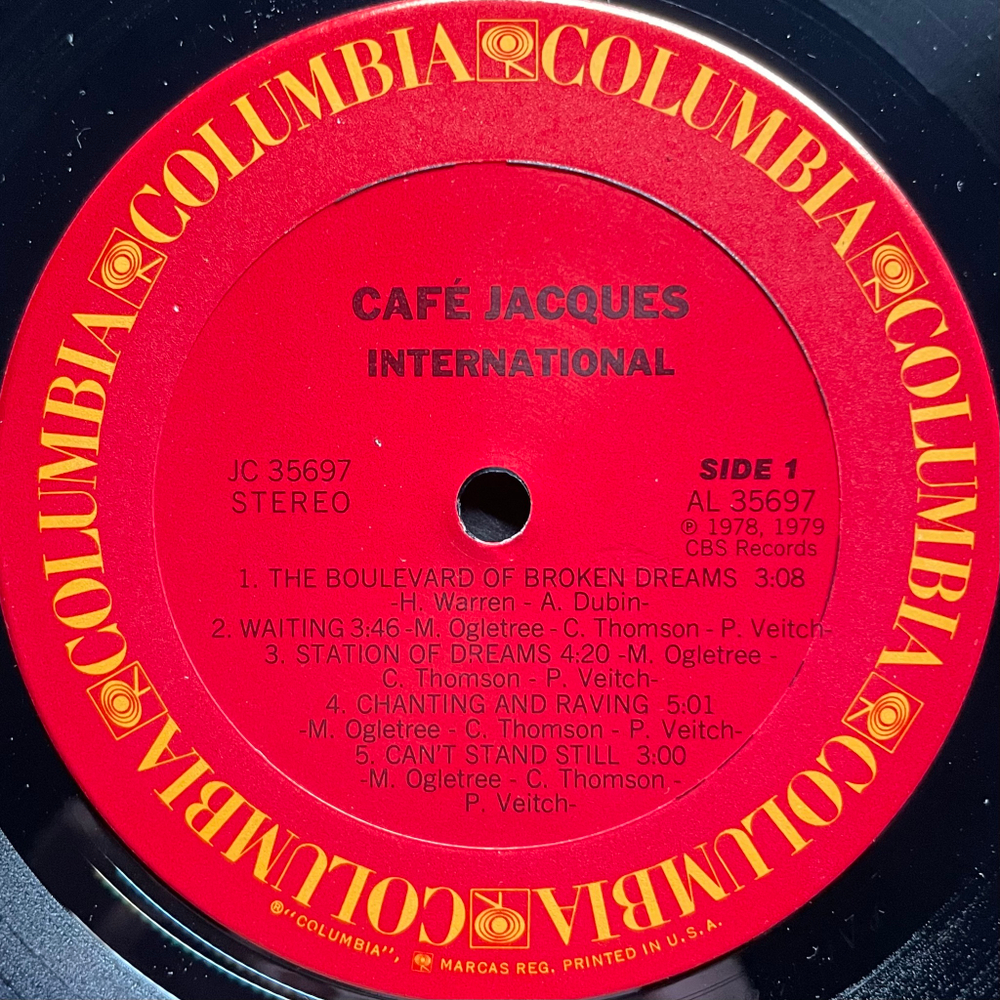 COLUMBIA COLUMBIA COLUMBIA COLUMBIA COLUMBIA COLUMBIA COLUMBIA COLUMBIA
CAFÉ JACQUES
INTERNATIONAL
JC 35697
STEREO
SIDE 1
AL 35697
℗ 1978, 1979
CBS Records
1. THE BOULEVARD OF BROKEN DREAMS 3:08
-H. Warren - A. Dubin-
2. WAITING 3:46 -M. Ogletree - C. Thomson - P. Veitch-
3. STATION OF DREAMS 4:20 -M. Ogletree -
C. Thomson - P. Veitch-
4. CHANTING AND RAVING 5:01
-M. Ogletree - C. Thomson - P. Veitch-
5. CAN'T STAND STILL 3:00
-M. Ogletree - C. Thomson -
P. Veitch-
®"COLUMBIA", MARCAS REG. PRINTED IN U.S.A.